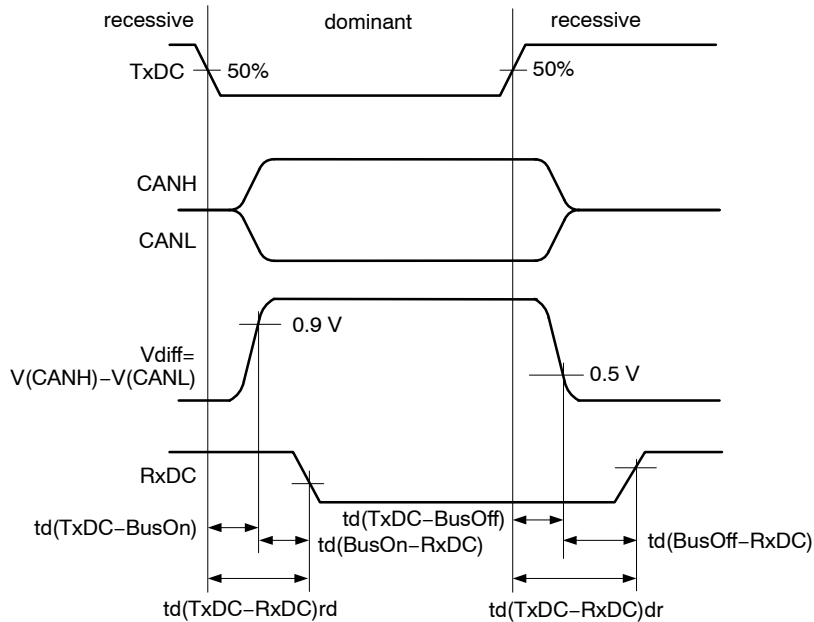 recessive
dominant
recessive
TxDC
50%
50%
CANH
CANL
0.9 V
Vdiff=
V(CANH)−V(CANL)
0.5 V
RxDC
td(TxDC−BusOn)
td(BusOn−RxDC)
td(TxDC−BusOff)
td(BusOff−RxDC)
td(TxDC−RxDC)rd
td(TxDC−RxDC)dr